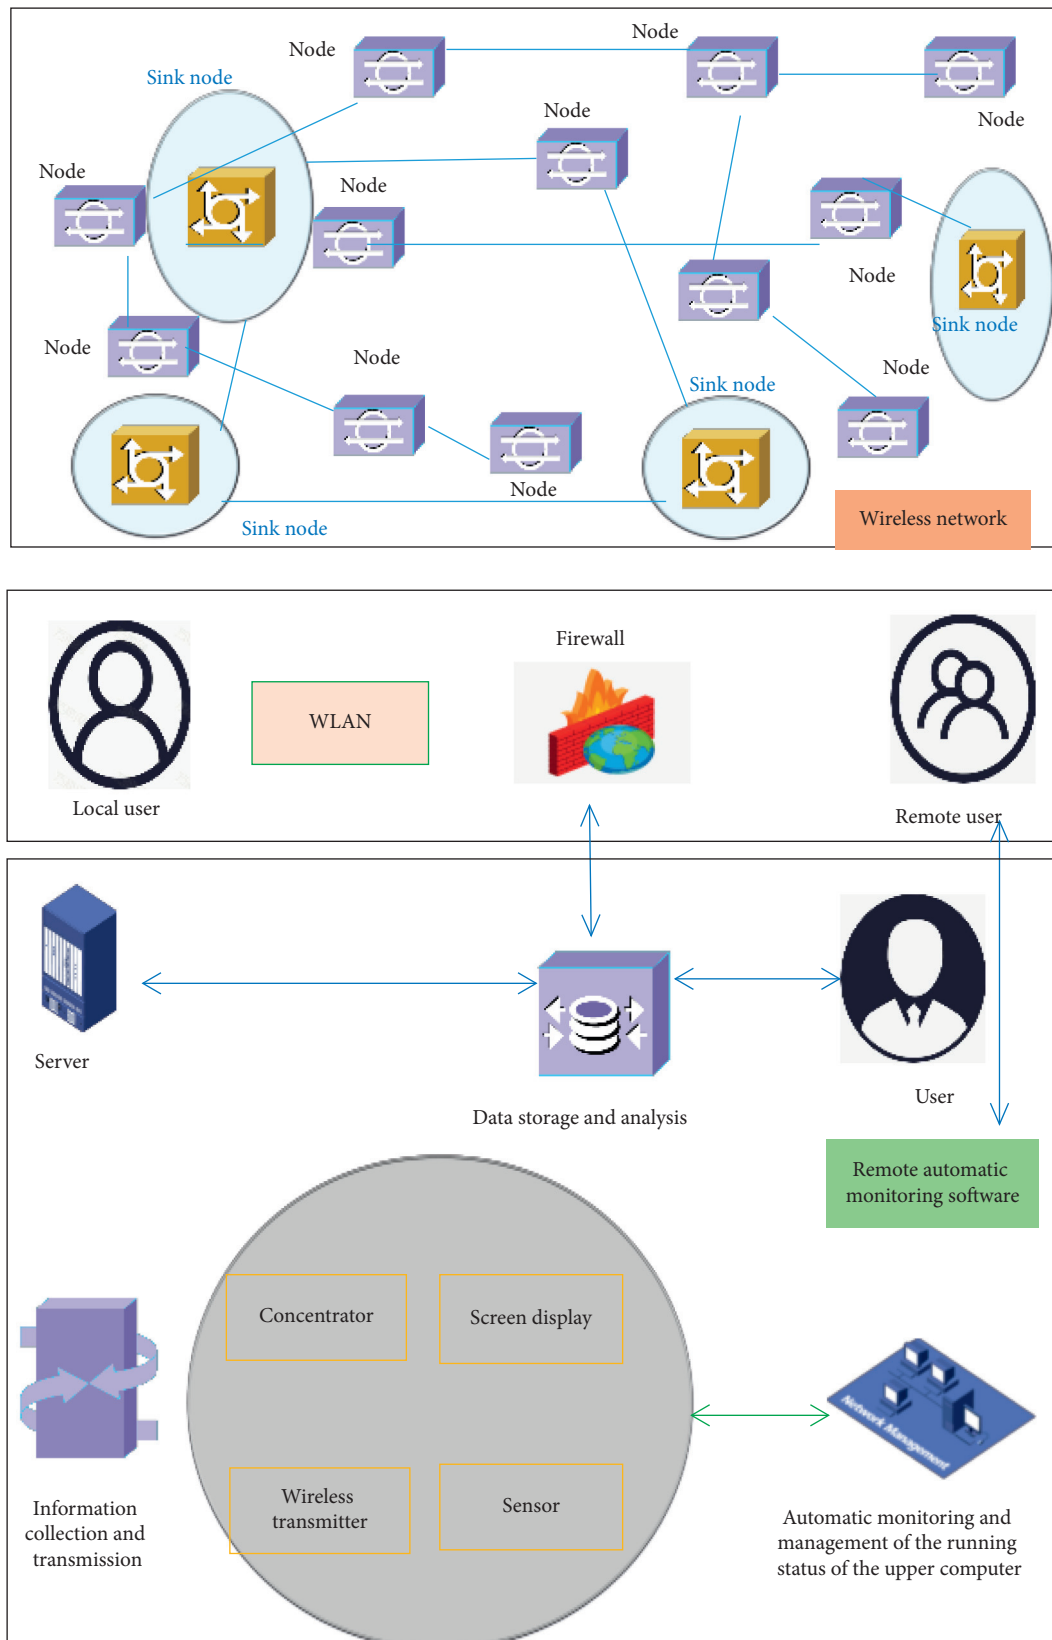 Node
Node
Sink node
Node
Node
Node
Node
Node
Sink node
Node
Node
Node
Sink node
Node
Sink node
Wireless network
Firewall
WLAN
Local user
Remote user
Server
User
Data storage and analysis
Remote automatic
monitoring software
Concentrator
Screen display
Network Management
Wireless
transmitter
Sensor
Information
collection and
transmission
Automatic monitoring and
management of the running
status of the upper computer